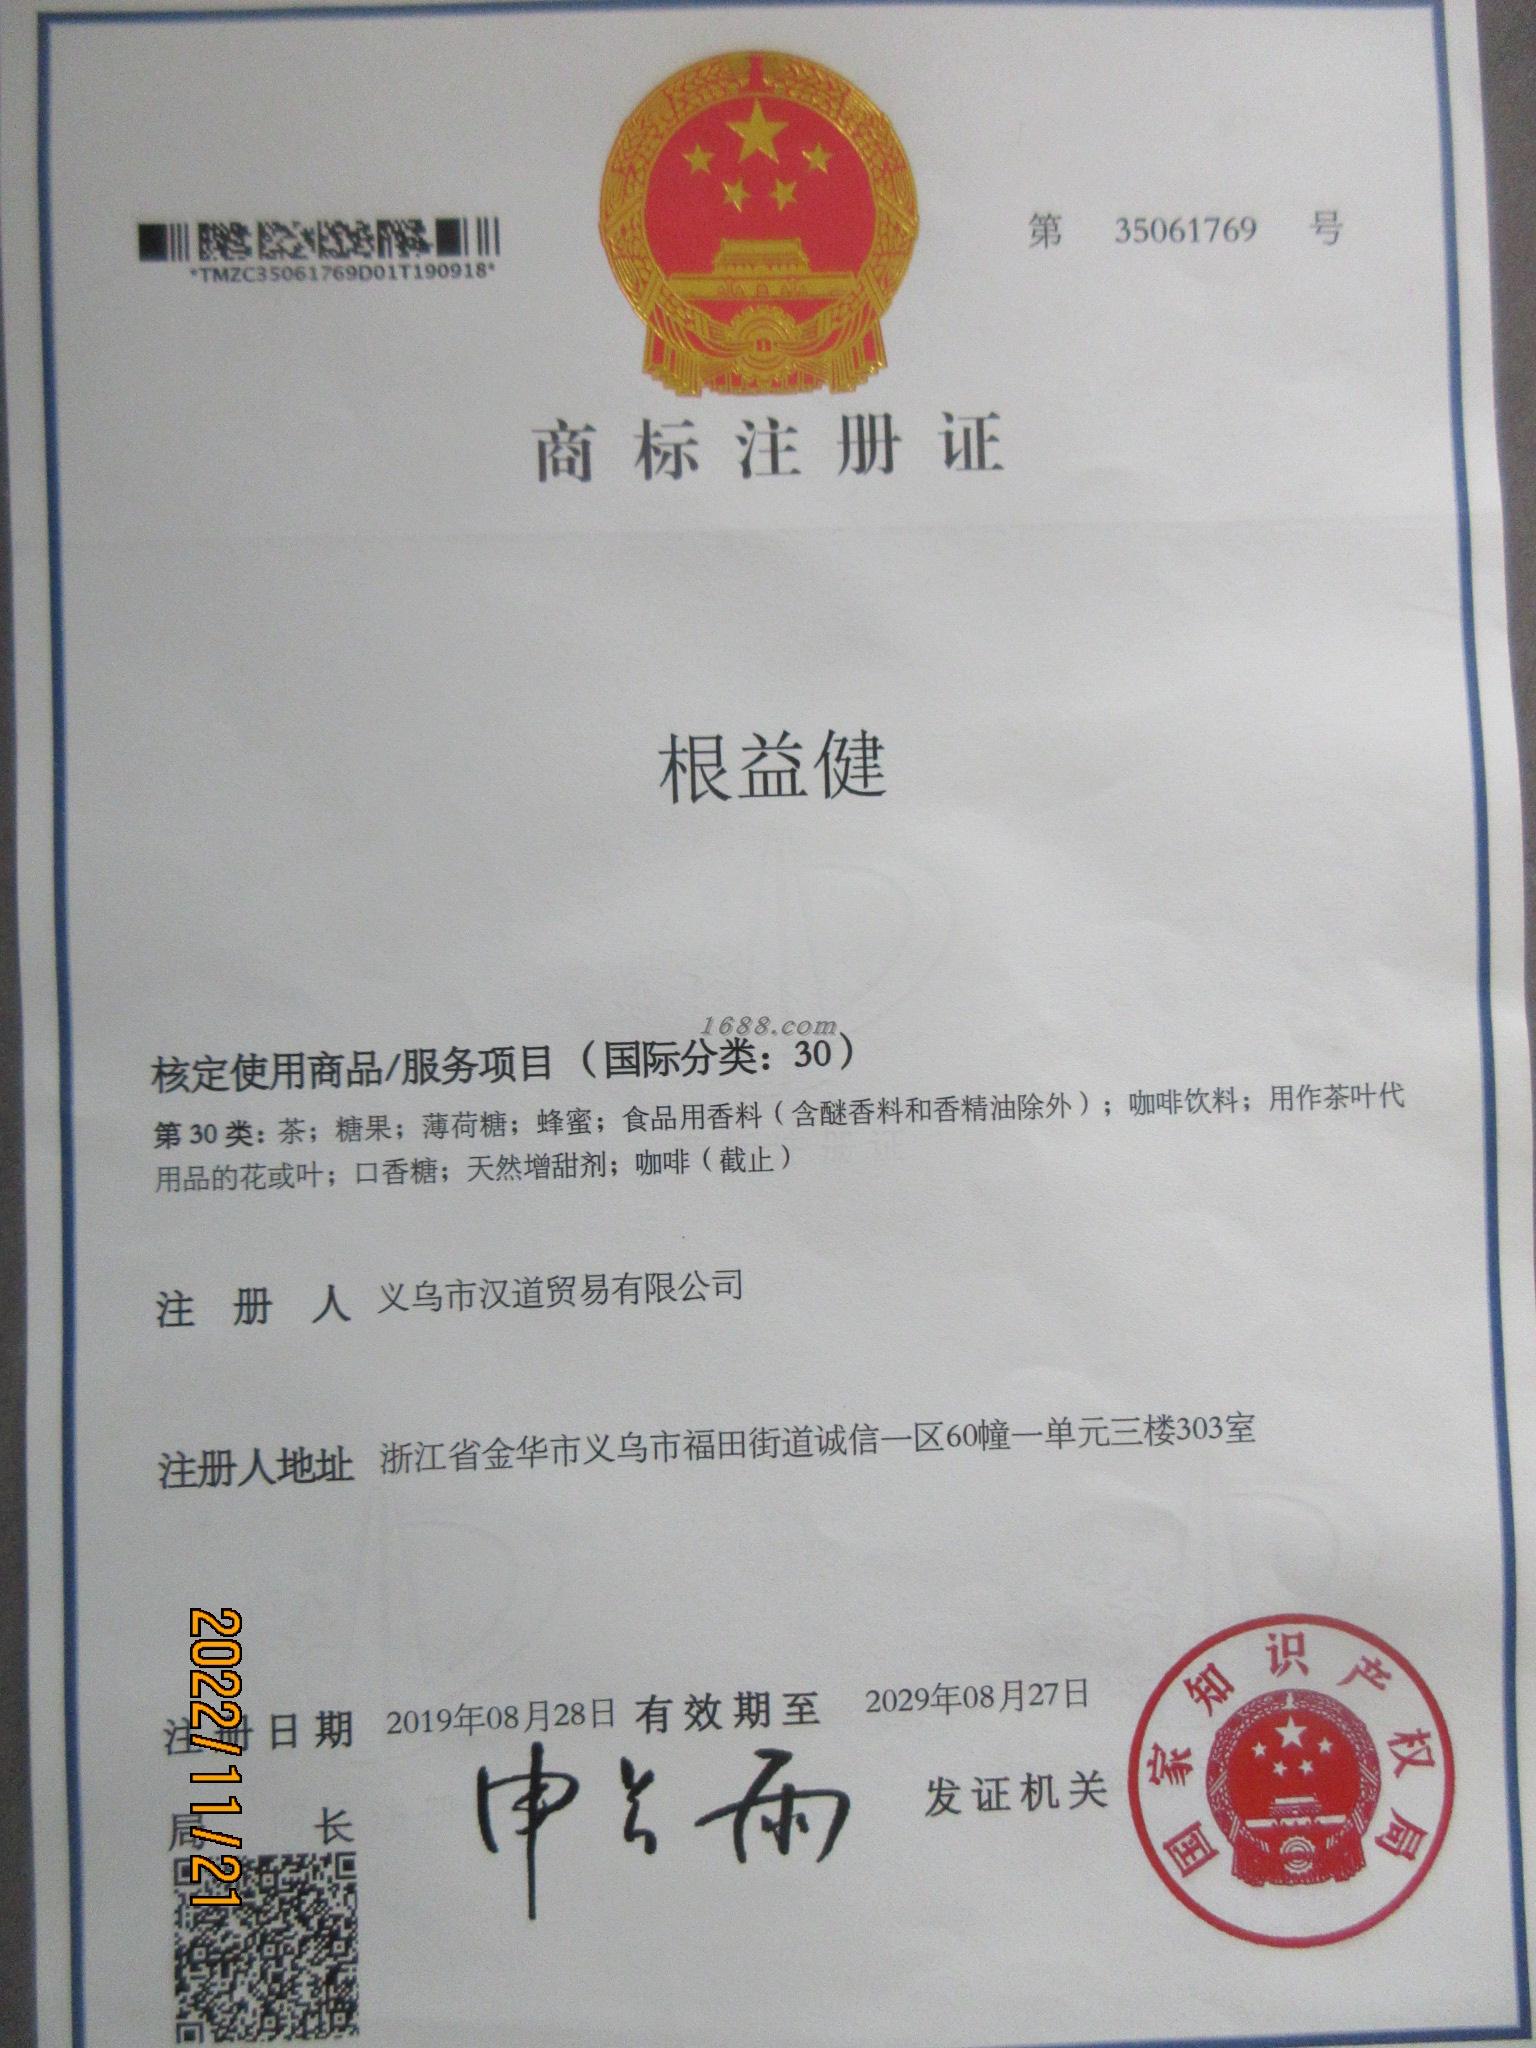 第 35061769 号
*TMZC35061769D01T190918*
商标注册证
根益健
1688.com
核定使用商品/服务项目（国际分类：30）
第 30 类：茶；糖果；薄荷糖；蜂蜜；食品用香料（含醚香料和香精油除外）；咖啡饮料；用作茶叶代
用品的花或叶；口香糖；天然增甜剂；咖啡（截止）
注册人 义乌市汉道贸易有限公司
注册人地址 浙江省金华市义乌市福田街道诚信一区60幢一单元三楼303室
注册日期 2019年08月28日 有效期至 2029年08月27日
局长 申长雨 发证机关
国家知识产权局
2022/11/21